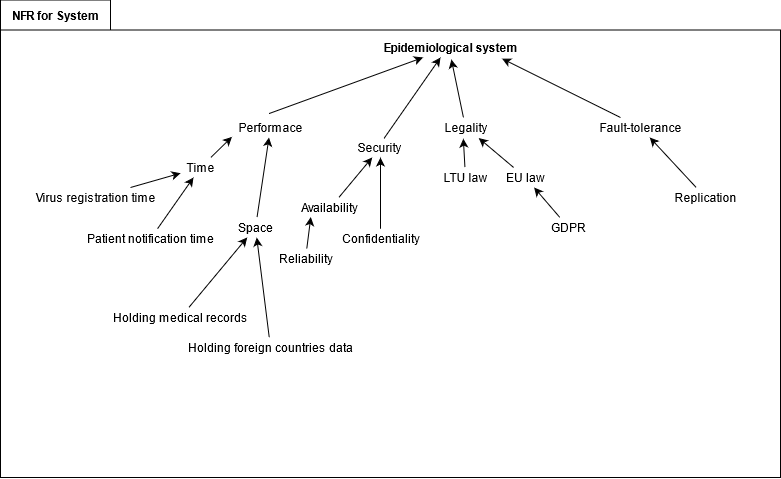 NFR for System
Epidemiological system
Performace
Security
Legality
Fault-tolerance
Time
LTU law
EU law
Virus registration time
Availability
Replication
Patient notification time
Space
Confidentiality
GDPR
Reliability
Holding medical records
Holding foreign countries data